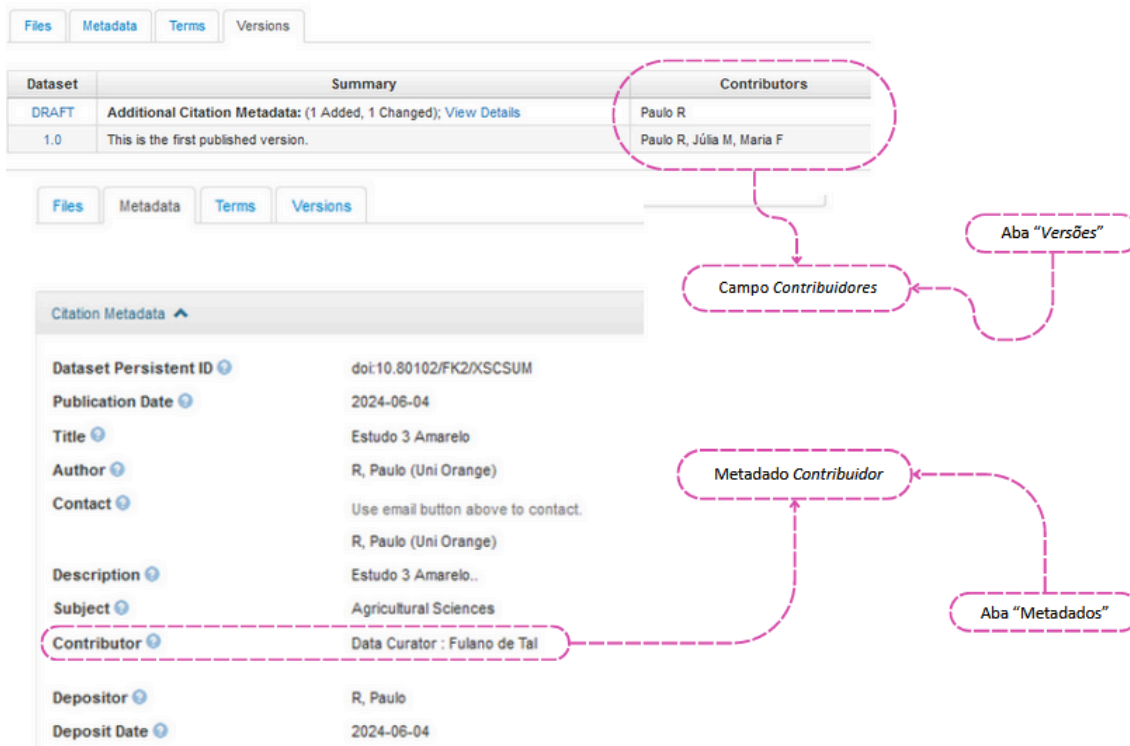 Files Metadata Terms Versions
Dataset Summary Contributors
DRAFT Additional Citation Metadata: (1 Added, 1 Changed); View Details Paulo R
1.0 This is the first published version. Paulo R, Júlia M, Maria F
Files Metadata Terms Versions
Aba “Versões”
Campo Contribuidores
Citation Metadata
Dataset Persistent ID doi:10.80102/FK2/XSCSUM
Publication Date 2024-06-04
Title Estudo 3 Amarelo
Author R, Paulo (Uni Orange)
Metadado Contribuidor
Contact Use email button above to contact.
R, Paulo (Uni Orange)
Description Estudo 3 Amarelo..
Subject Agricultural Sciences
Aba “Metadados”
Contributor Data Curator : Fulano de Tal
Depositor R, Paulo
Deposit Date 2024-06-04